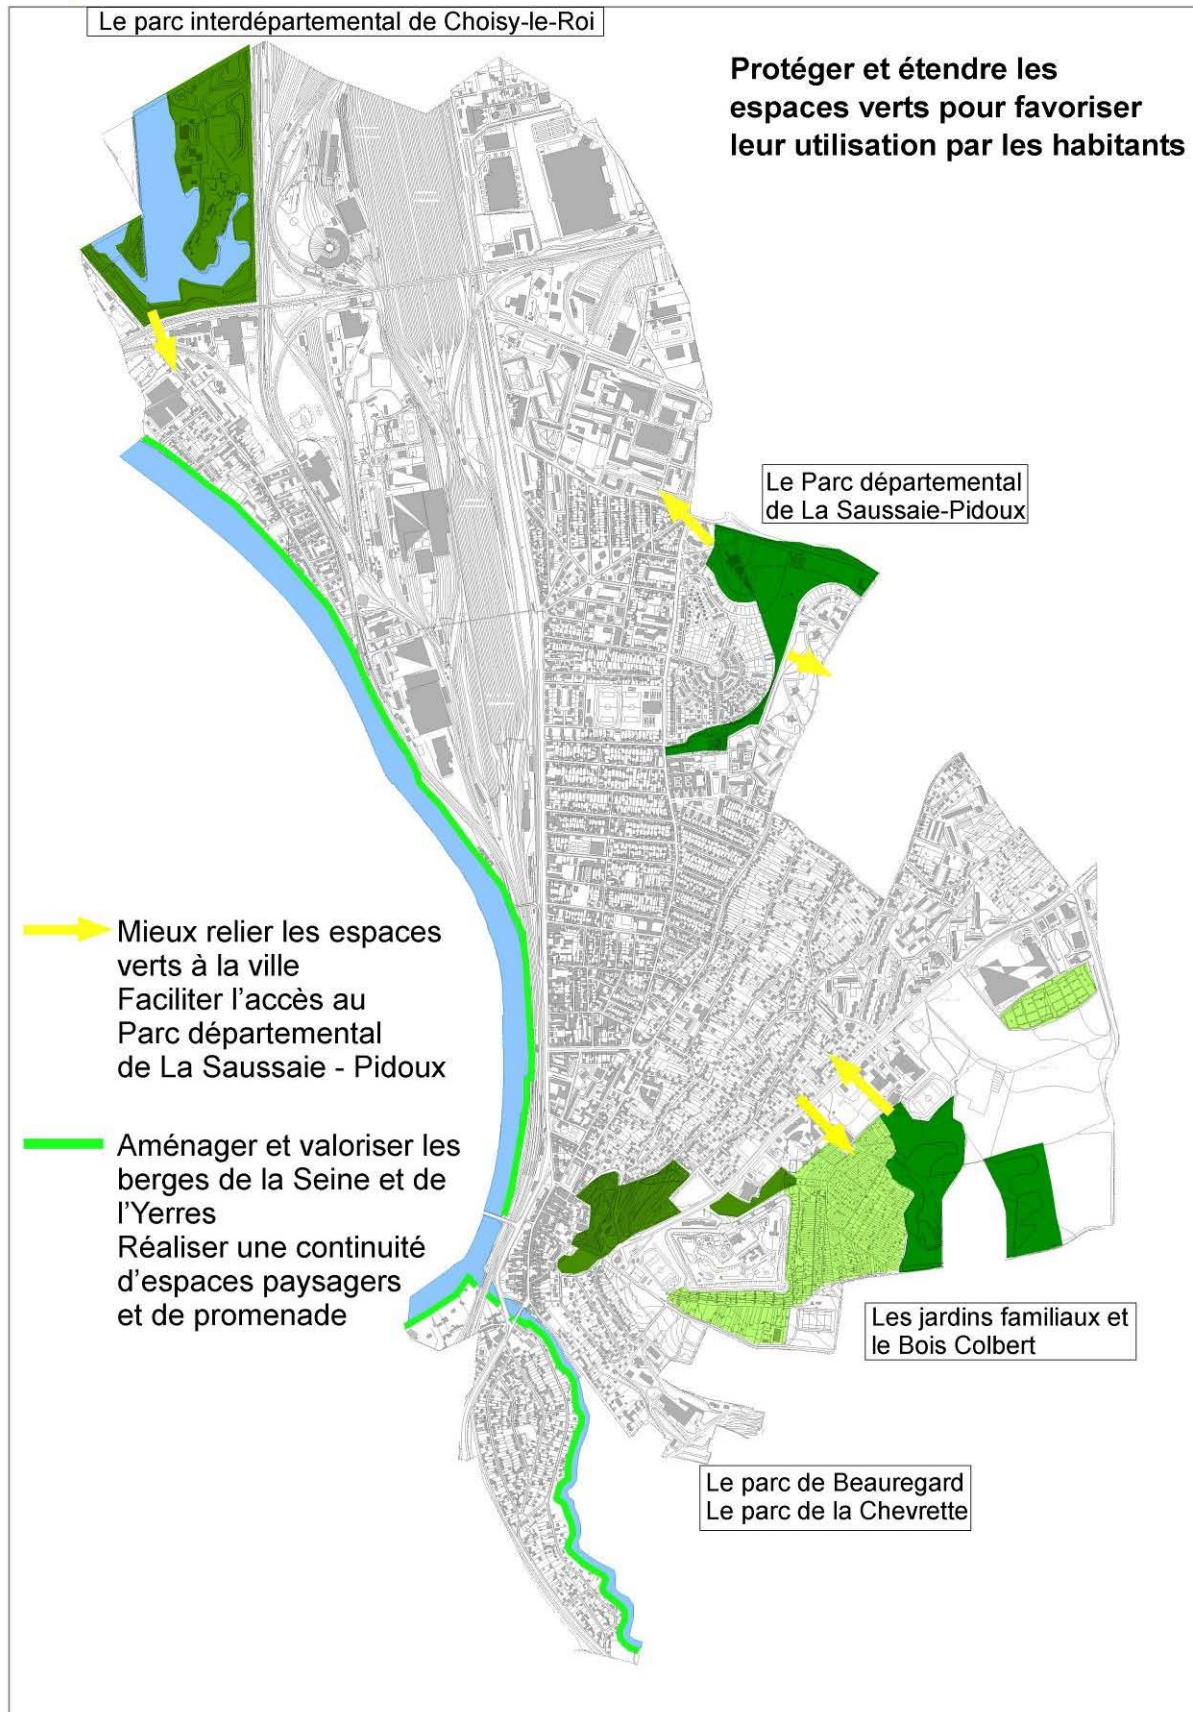 Le parc interdépartemental de Choisy-le-Roi
Protéger et étendre les
espaces verts pour favoriser
leur utilisation par les habitants
Le Parc départemental
de La Saussaie-Pidoux
Mieux relier les espaces
verts à la ville
Faciliter l'accès au
Parc départemental
de La Saussaie - Pidoux
Aménager et valoriser les
berges de la Seine et de
l'Yerres
Réaliser une continuité
d'espaces paysagers
et de promenade
Les jardins familiaux et
le Bois Colbert
Le parc de Beauregard
Le parc de la Chevrette